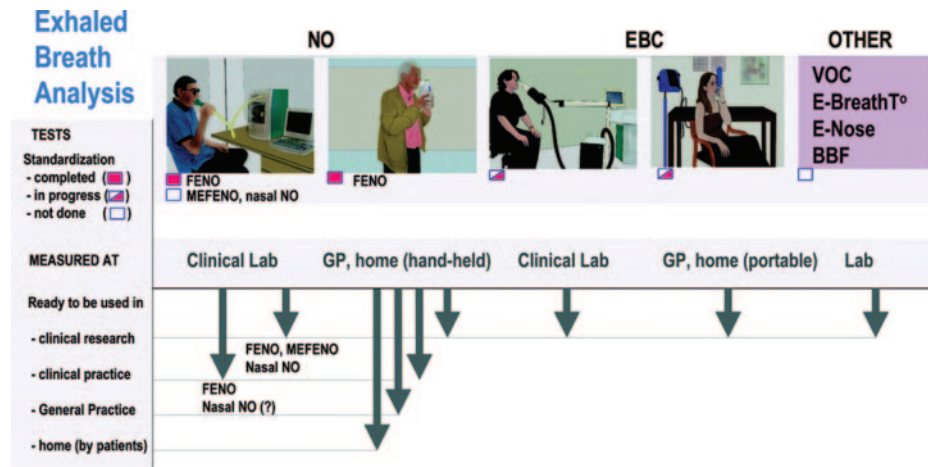 Exhaled
Breath
Analysis
NO
EBC
OTHER
VOC
E-BreathTº
E-Nose
BBF
TESTS
Standardization
- completed ( )
- in progress ( )
- not done ( )
FENO
MEFENO, nasal NO
FENO
MEASURED AT
Clinical Lab
GP, home (hand-held)
Clinical Lab
GP, home (portable)
Lab
Ready to be used in
- clinical research
FENO, MEFENO
Nasal NO
- clinical practice
FENO
Nasal NO (?)
- General Practice
- home (by patients)